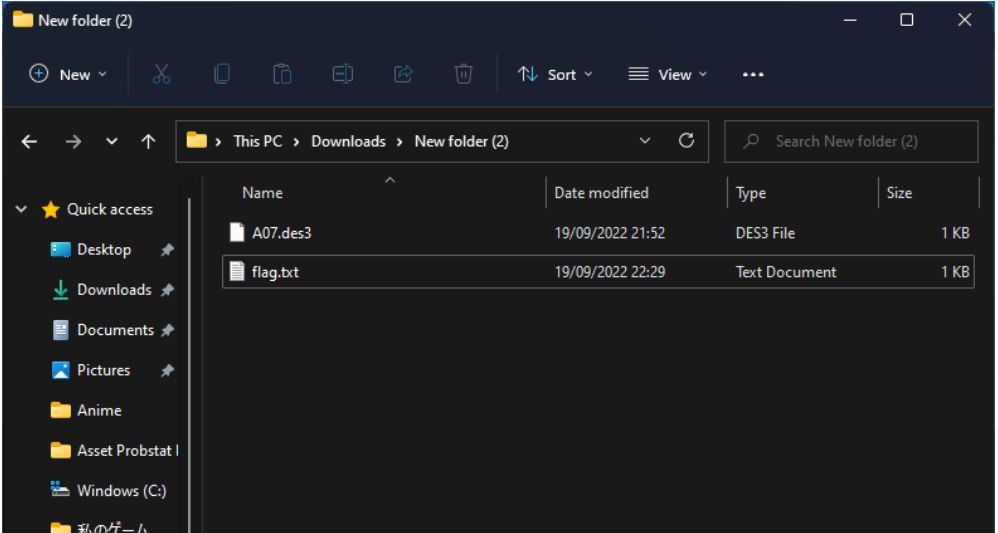 New folder (2)
New Sort View
This PC > Downloads > New folder (2) Search New folder (2)
Name Date modified Type Size
Quick access
A07.des3 19/09/2022 21:52 DES3 File 1 KB
Desktop
flag.txt 19/09/2022 22:29 Text Document 1 KB
Downloads
Documents
Pictures
Anime
Asset Probstat
Windows (C:)
私のゲーム